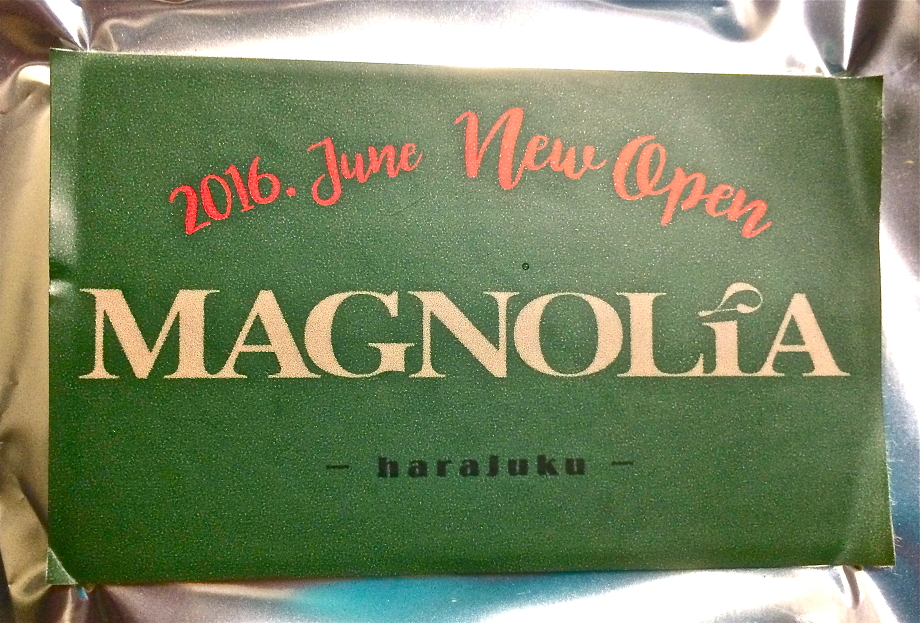 2016. June New Open
MAGNOLiA
– harajuku –